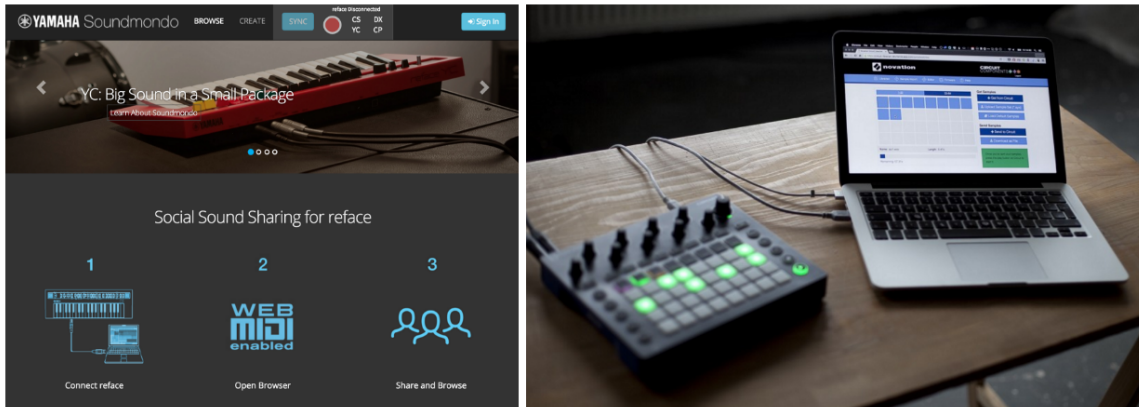 YAMAHA Soundmondo
BROWSE
CREATE
SYNC
reface Disconnected
CS DX
YC CP
Sign In
YC: Big Sound in a Small Package
Learn About Soundmondo
YAMAHA
Social Sound Sharing for reface
1
2
3
WEB
MIDI
enabled
Connect reface
Open Browser
Share and Browse
novation
CIRCUIT
COMPONENTS